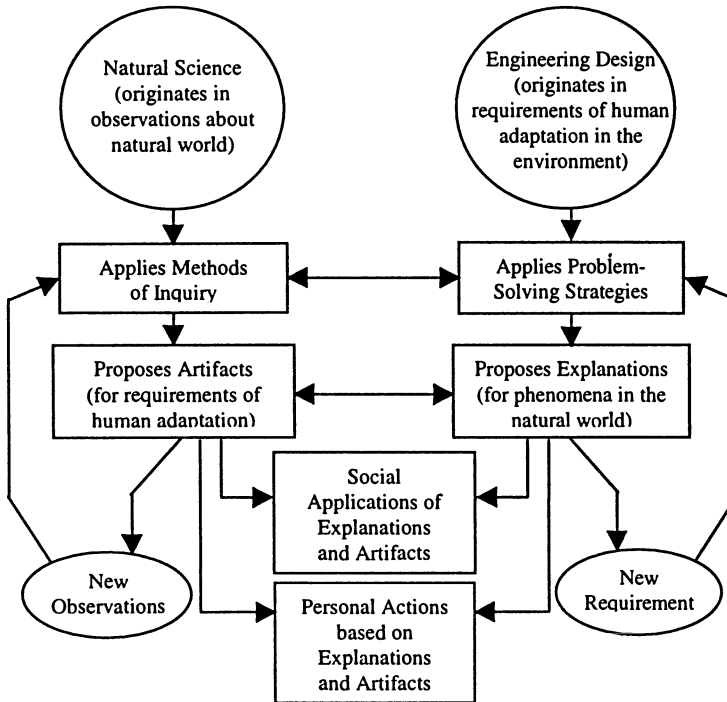 Natural Science
(originates in
observations about
natural world)
Engineering Design
(originates in
requirements of human
adaptation in the
environment)
Applies Methods
of Inquiry
Applies Problem-
Solving Strategies
Proposes Artifacts
(for requirements of
human adaptation)
Proposes Explanations
(for phenomena in the
natural world)
Social
Applications of
Explanations
and Artifacts
New
Observations
New
Requirement
Personal Actions
based on
Explanations
and Artifacts